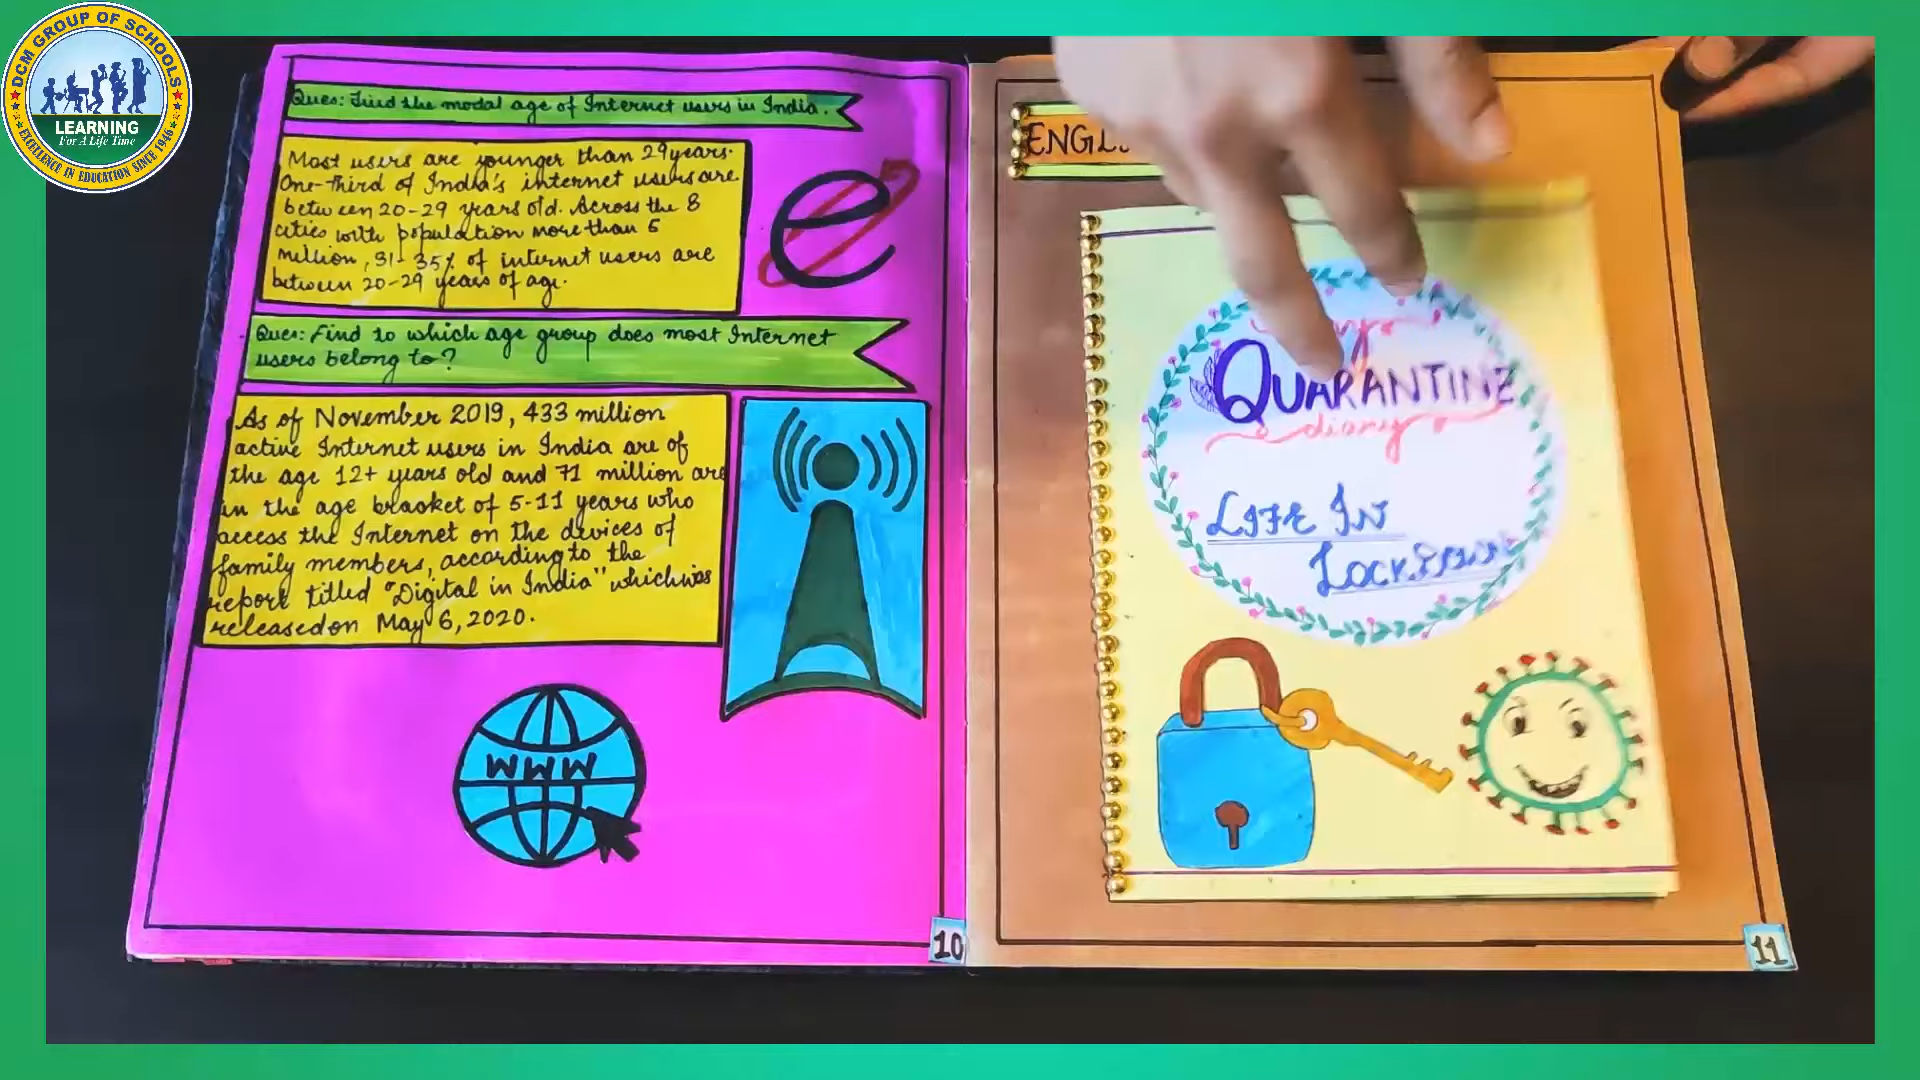 DCM GROUP OF SCHOOLS
LEARNING
For A Life Time
EXCELLENCE IN EDUCATION SINCE 1946
Ques: Find the modal age of Internet users in India.
Most users are younger than 29 years.
One-third of India's internet users are
between 20-29 years old. Across the 8
cities with population more than 5
million, 31-35% of internet users are
between 20-29 years of age.
Ques: Find to which age group does most Internet
users belong to?
As of November 2019, 433 million
active Internet users in India are of
the age 12+ years old and 71 million are
in the age bracket of 5-11 years who
access the Internet on the devices of
family members, according to the
report titled "Digital in India" which was
released on May 6, 2020.
WWW
10
ENGL
QUARANTINE
diary
LIFE IN
LOCKDOWN
11